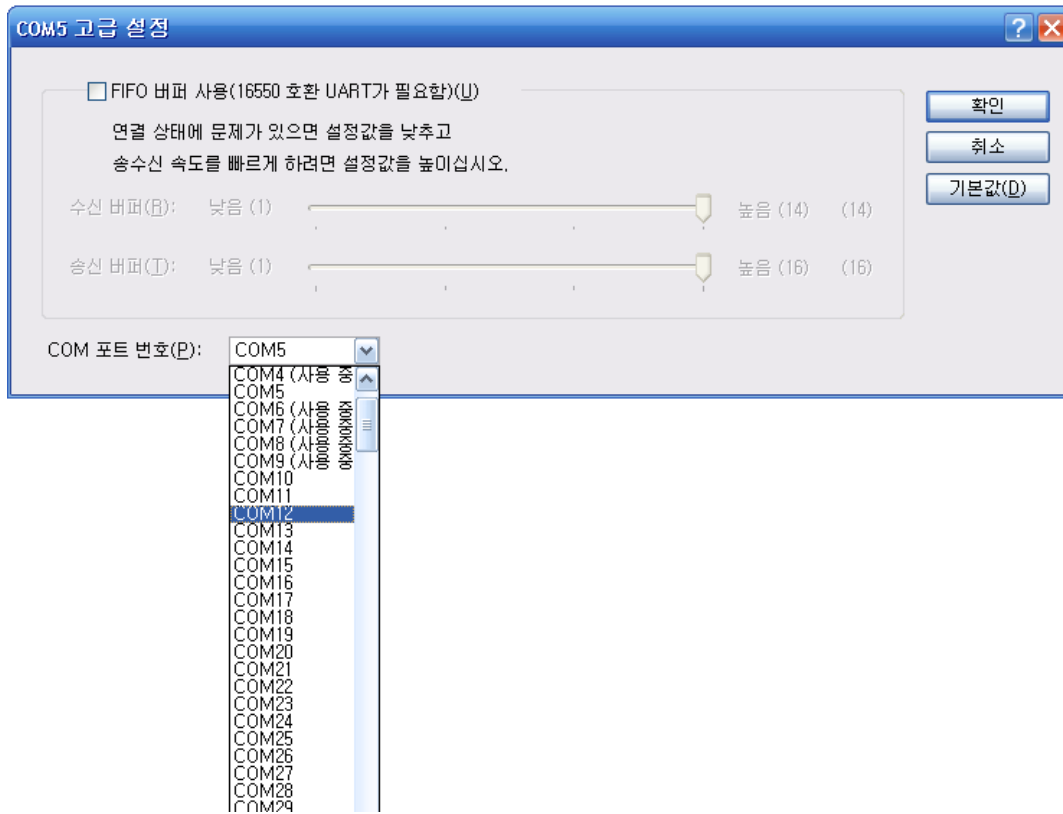 COM5 고급 설정
FIFO 버퍼 사용(16550 호환 UART가 필요함)(U)
연결 상태에 문제가 있으면 설정값을 낮추고
송수신 속도를 빠르게 하려면 설정값을 높이십시오.
수신 버퍼(R): 낮음 (1) 높음 (14) (14)
송신 버퍼(T): 낮음 (1) 높음 (16) (16)
확인
취소
기본값(D)
COM 포트 번호(P): COM5
COM4 (사용 중
COM5
COM6 (사용 중
COM7 (사용 중
COM8 (사용 중
COM9 (사용 중
COM10
COM11
COM12
COM13
COM14
COM15
COM16
COM17
COM18
COM19
COM20
COM21
COM22
COM23
COM24
COM25
COM26
COM27
COM28
COM29